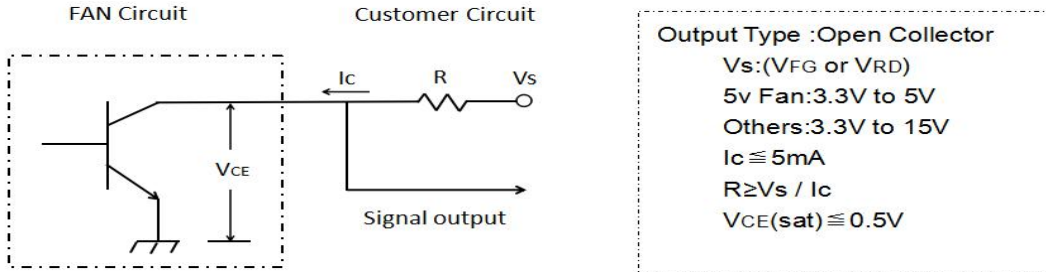 FAN Circuit
Customer Circuit
Ic
R
Vs
VCE
Signal output
Output Type :Open Collector
Vs:(VFG or VRD)
5v Fan:3.3V to 5V
Others:3.3V to 15V
Ic≦5mA
R≥Vs / Ic
VCE(sat)≦0.5V